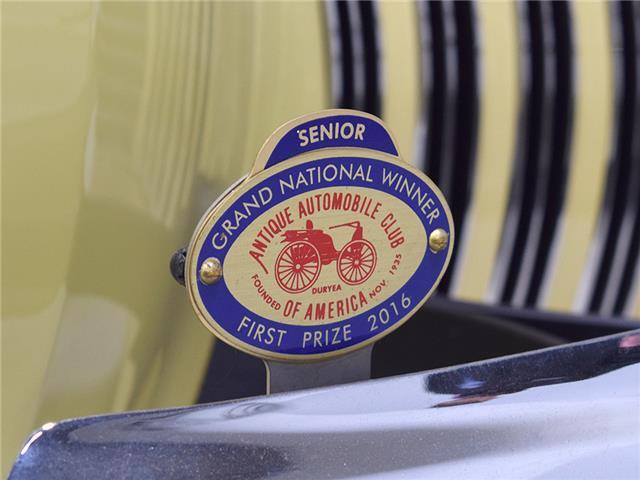 SENIOR
GRAND NATIONAL WINNER
ANTIQUE AUTOMOBILE CLUB
DURYEA
FOUNDED NOV. 1935
OF AMERICA
FIRST PRIZE 2016